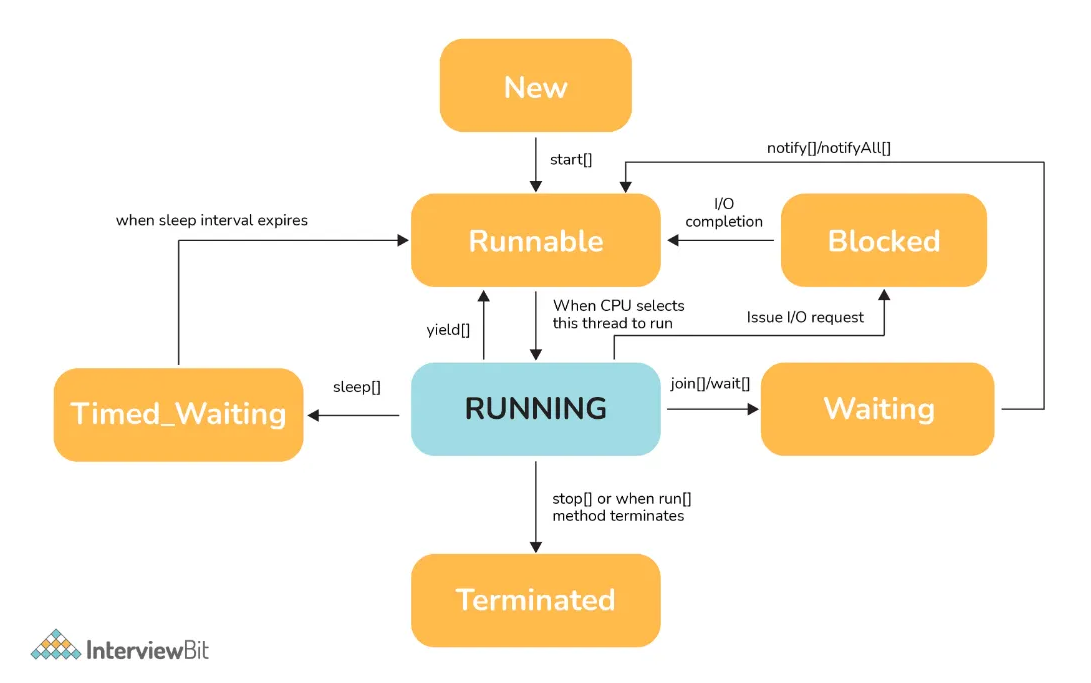 New
start[]
notify[]/notifyAll[]
when sleep interval expires
Runnable
I/O
completion
Blocked
yield[]
When CPU selects
this thread to run
Issue I/O request
Timed_Waiting
sleep[]
RUNNING
join[]/wait[]
Waiting
stop[] or when run[]
method terminates
Terminated
InterviewBit